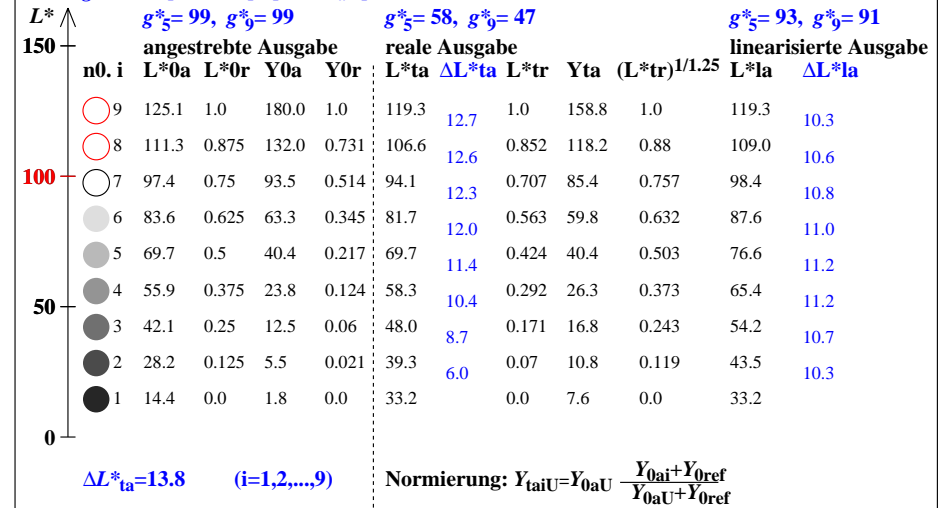 L*
g*5= 99, g*9= 99 g*5= 58, g*9= 47 g*5= 93, g*9= 91
150
angestrebte Ausgabe reale Ausgabe linearisierte Ausgabe
n0. i L*0a L*0r Y0a Y0r L*ta ΔL*ta L*tr Yta (L*tr)1/1.25 L*la ΔL*la
9 125.1 1.0 180.0 1.0 119.3 1.0 158.8 1.0 119.3
12.7 10.3
8 111.3 0.875 132.0 0.731 106.6 0.852 118.2 0.88 109.0
12.6 10.6
100 7 97.4 0.75 93.5 0.514 94.1 0.707 85.4 0.757 98.4
12.3 10.8
6 83.6 0.625 63.3 0.345 81.7 0.563 59.8 0.632 87.6
12.0 11.0
5 69.7 0.5 40.4 0.217 69.7 0.424 40.4 0.503 76.6
11.4 11.2
4 55.9 0.375 23.8 0.124 58.3 0.292 26.3 0.373 65.4
50 10.4 11.2
3 42.1 0.25 12.5 0.06 48.0 0.171 16.8 0.243 54.2
8.7 10.7
2 28.2 0.125 5.5 0.021 39.3 0.07 10.8 0.119 43.5
6.0 10.3
1 14.4 0.0 1.8 0.0 33.2 0.0 7.6 0.0 33.2
0
ΔL*ta=13.8 (i=1,2,...,9) Normierung: YtaiU=Y0aU Y0ai+Y0ref
Y0aU+Y0ref